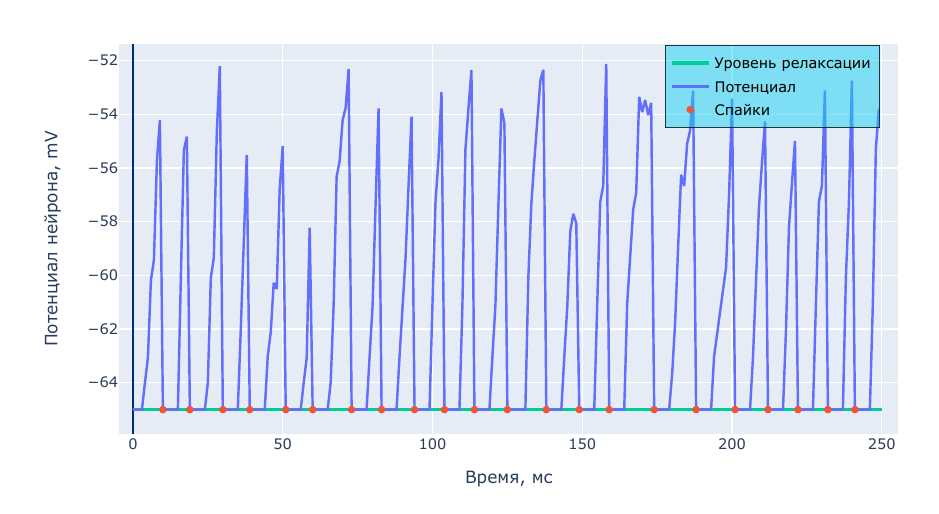 −52
−54
−56
−58
−60
−62
−64
Потенциал нейрона, mV
Уровень релаксации
Потенциал
Спайки
0 50 100 150 200 250
Время, мс